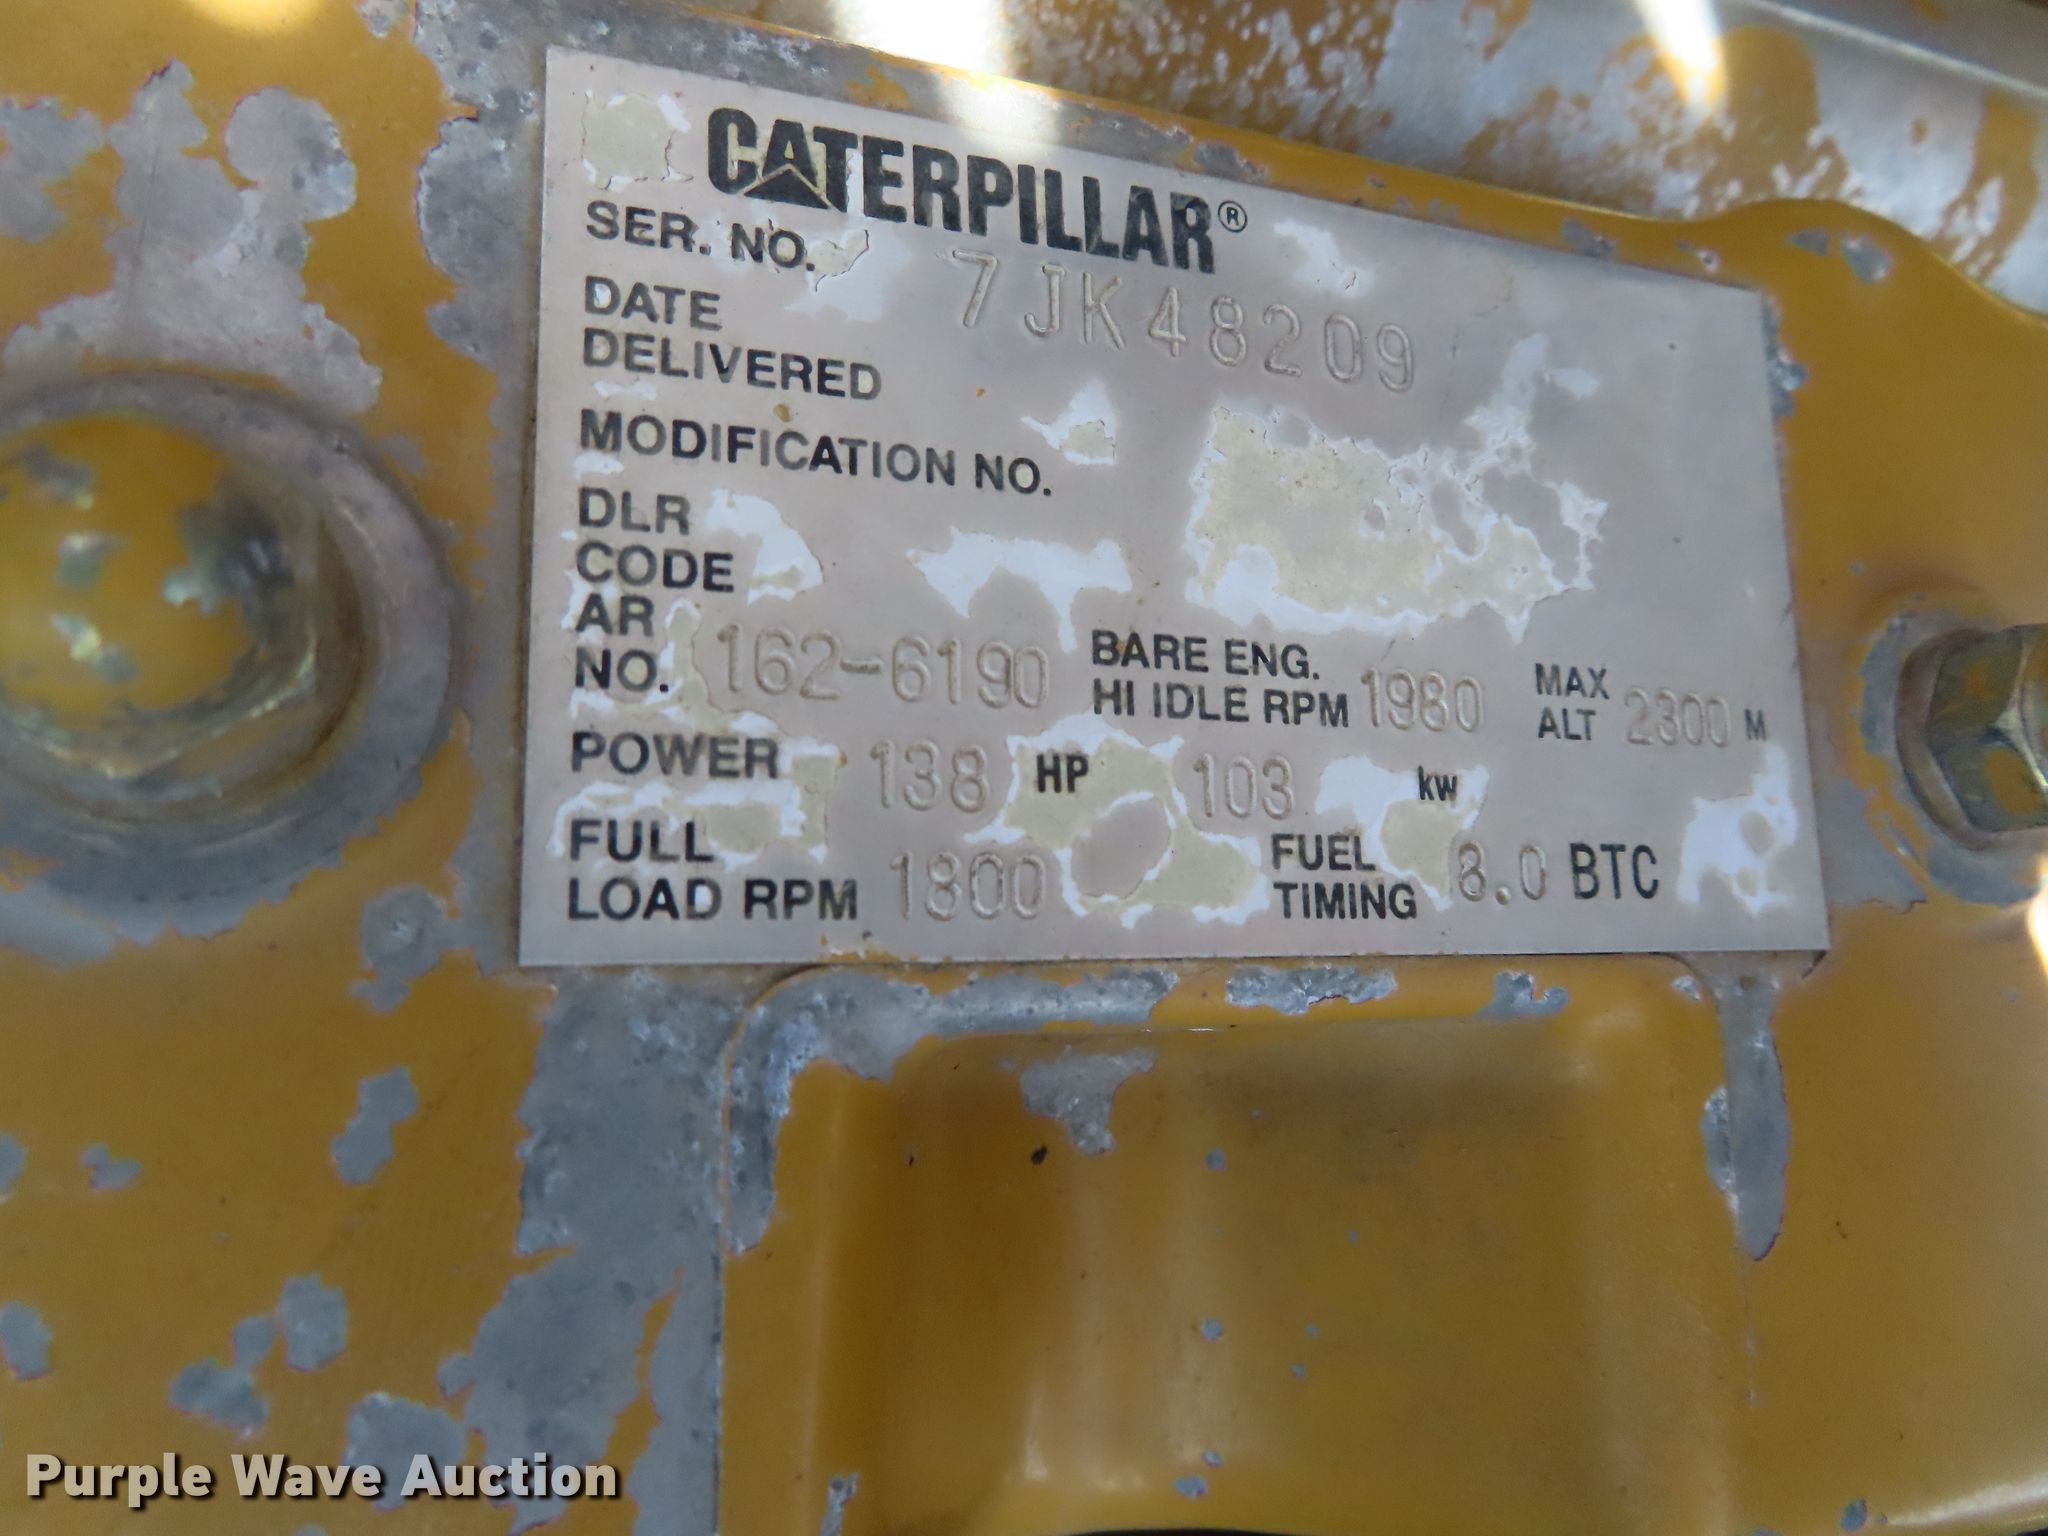 CATERPILLAR®
SER. NO. 7JK48209
DATE
DELIVERED
MODIFICATION NO.
DLR
CODE
AR
NO. 162-6190 BARE ENG.
HI IDLE RPM 1980 MAX
ALT 2300 M
POWER 138 HP 103 kw
FULL
LOAD RPM 1800 FUEL
TIMING 8.0 BTC
Purple Wave Auction